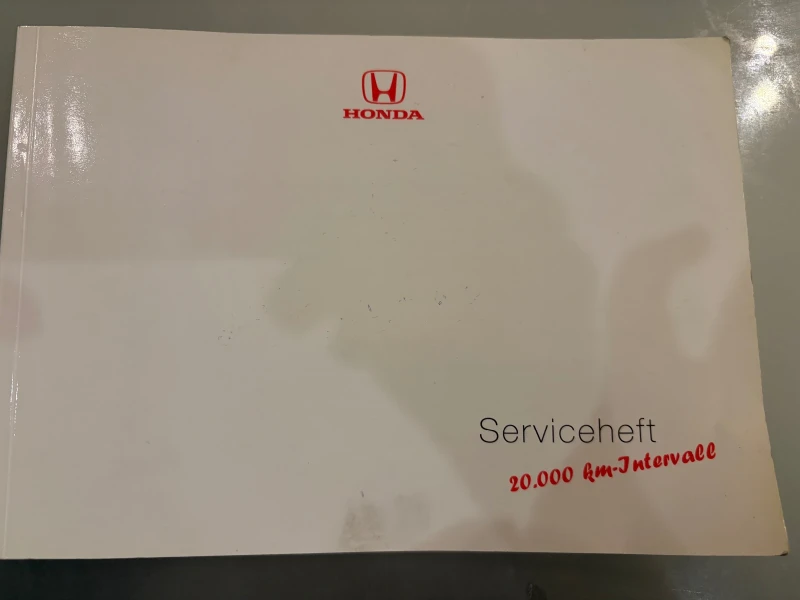 HONDA
Serviceheft
20.000 km-Intervall